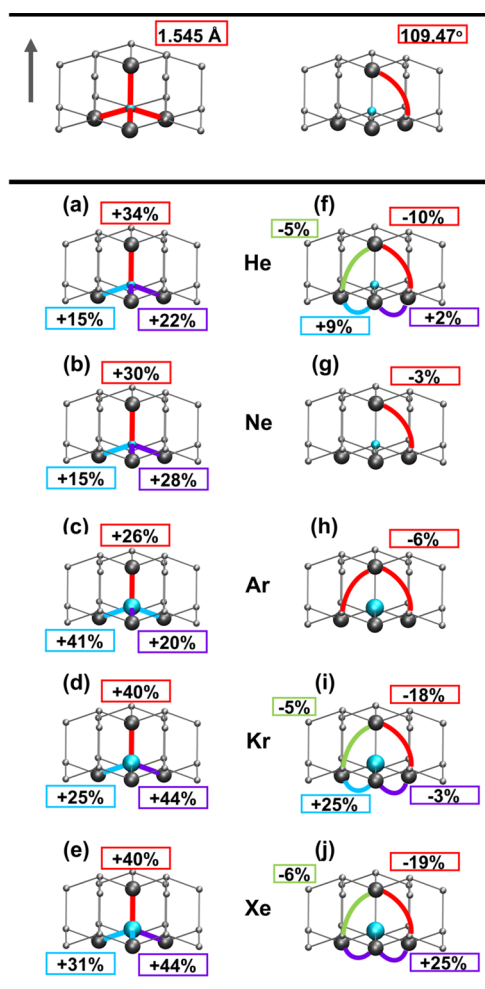 1.545 Å
109.47°
(a)
+34%
+15%
+22%
He
(f)
-5%
-10%
+9%
+2%
(b)
+30%
+15%
+28%
Ne
(g)
-3%
(c)
+26%
+41%
+20%
Ar
(h)
-6%
(d)
+40%
+25%
+44%
Kr
(i)
-5%
-18%
+25%
-3%
(e)
+40%
+31%
+44%
Xe
(j)
-6%
-19%
+25%